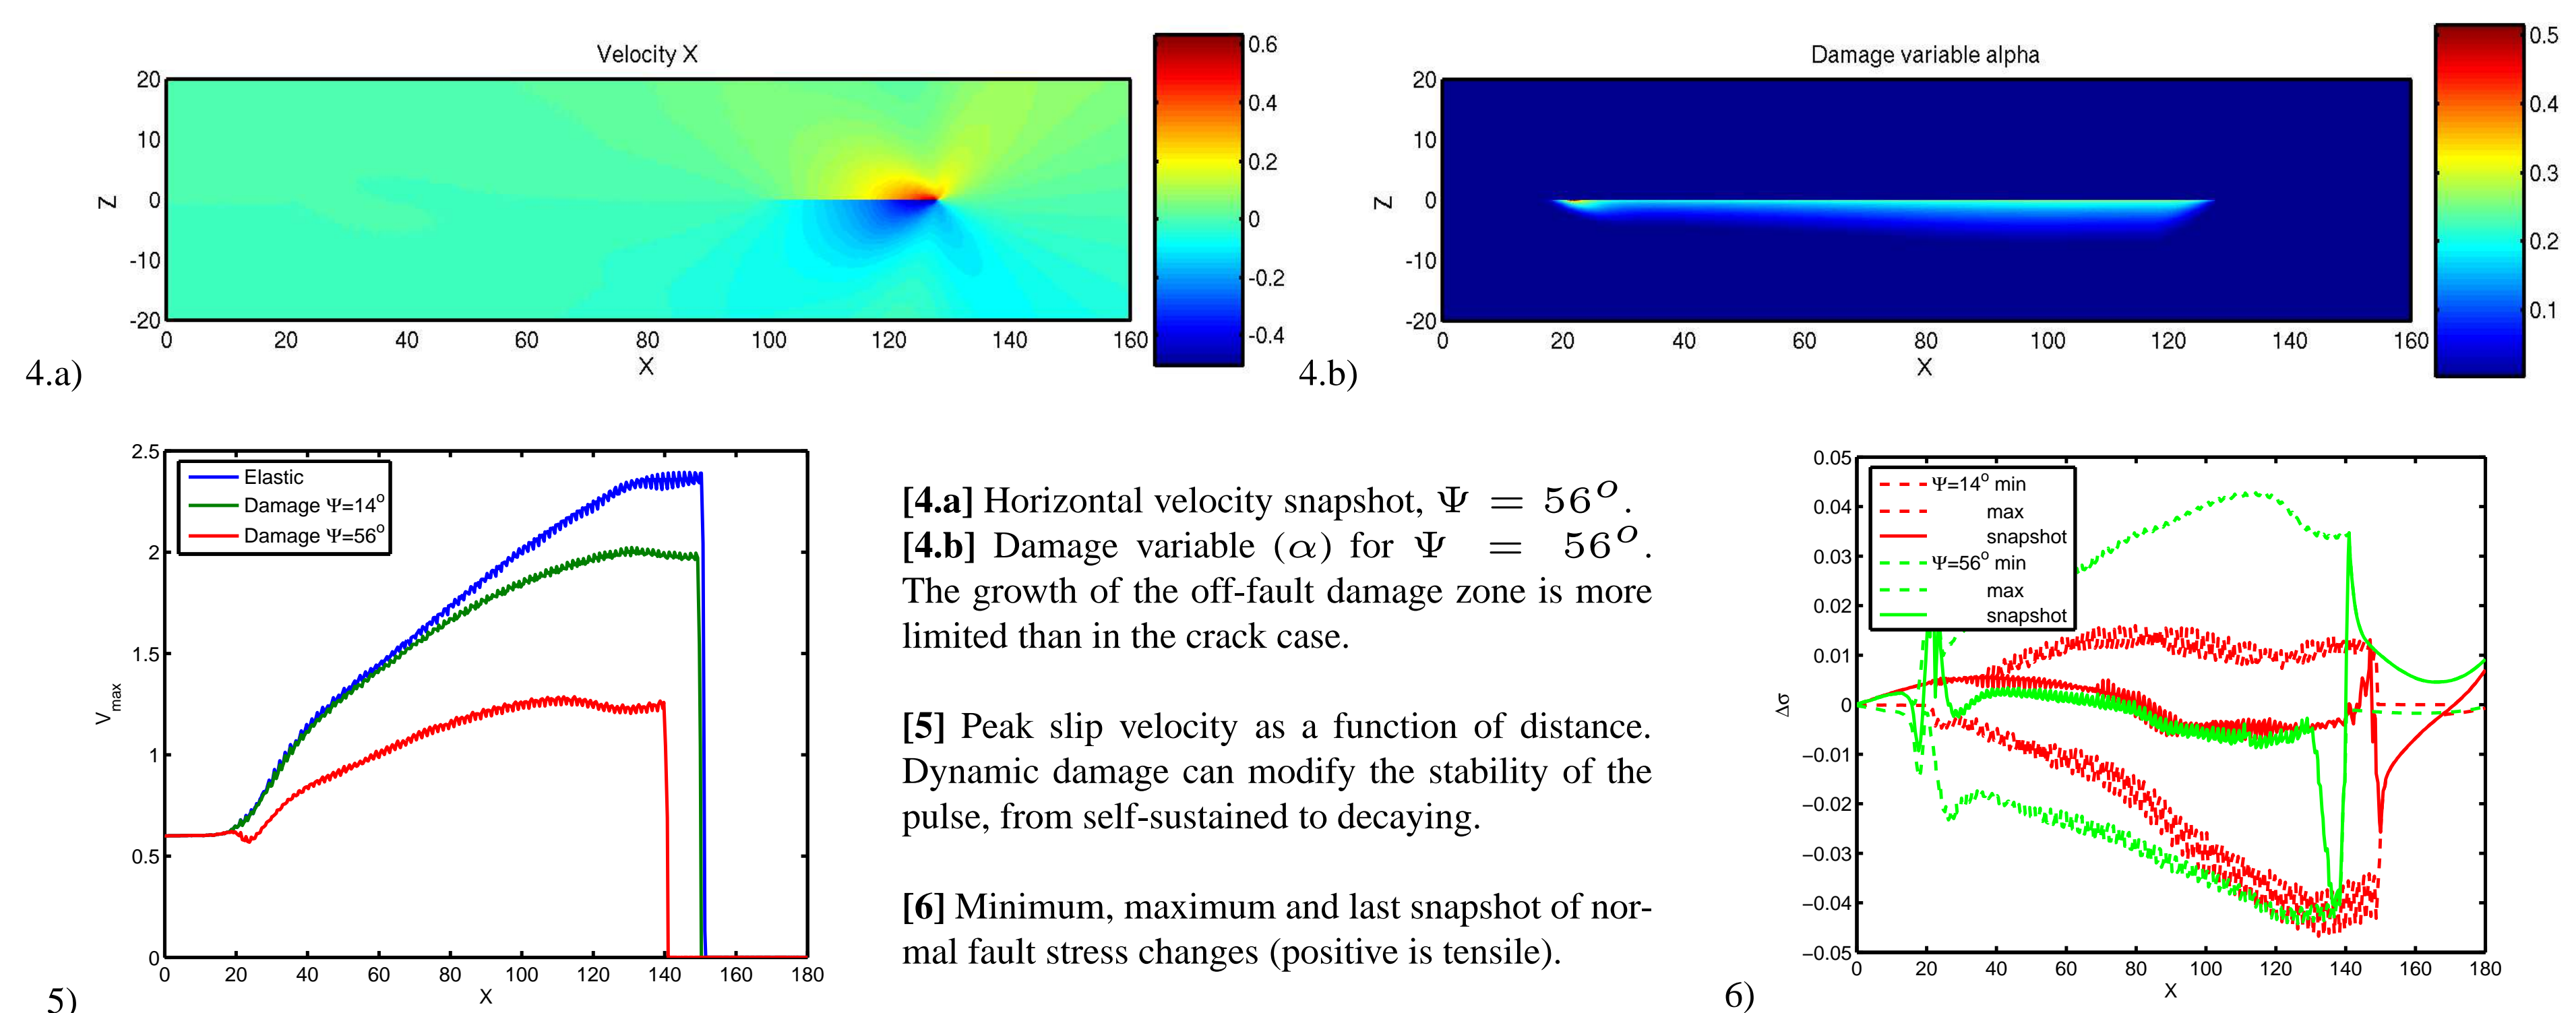 Velocity X
20
10
0
-10
-20
Z
0 20 40 60 80 100 120 140 160
X
0.6
0.4
0.2
0
-0.2
-0.4
4.a)
Damage variable alpha
20
10
0
-10
-20
Z
0 20 40 60 80 100 120 140 160
X
0.5
0.4
0.3
0.2
0.1
4.b)
2.5
2
1.5
1
0.5
0
Vmax
Elastic
Damage Ψ=14o
Damage Ψ=56o
0 20 40 60 80 100 120 140 160 180
X
5)
[4.a] Horizontal velocity snapshot, Ψ = 56o.
[4.b] Damage variable (α) for Ψ = 56o.
The growth of the off-fault damage zone is more
limited than in the crack case.
[5] Peak slip velocity as a function of distance.
Dynamic damage can modify the stability of the
pulse, from self-sustained to decaying.
[6] Minimum, maximum and last snapshot of nor-
mal fault stress changes (positive is tensile).
0.05
0.04
0.03
0.02
0.01
0
−0.01
−0.02
−0.03
−0.04
−0.05
Δσ
Ψ=14o min
max
snapshot
Ψ=56o min
max
snapshot
0 20 40 60 80 100 120 140 160 180
X
6)